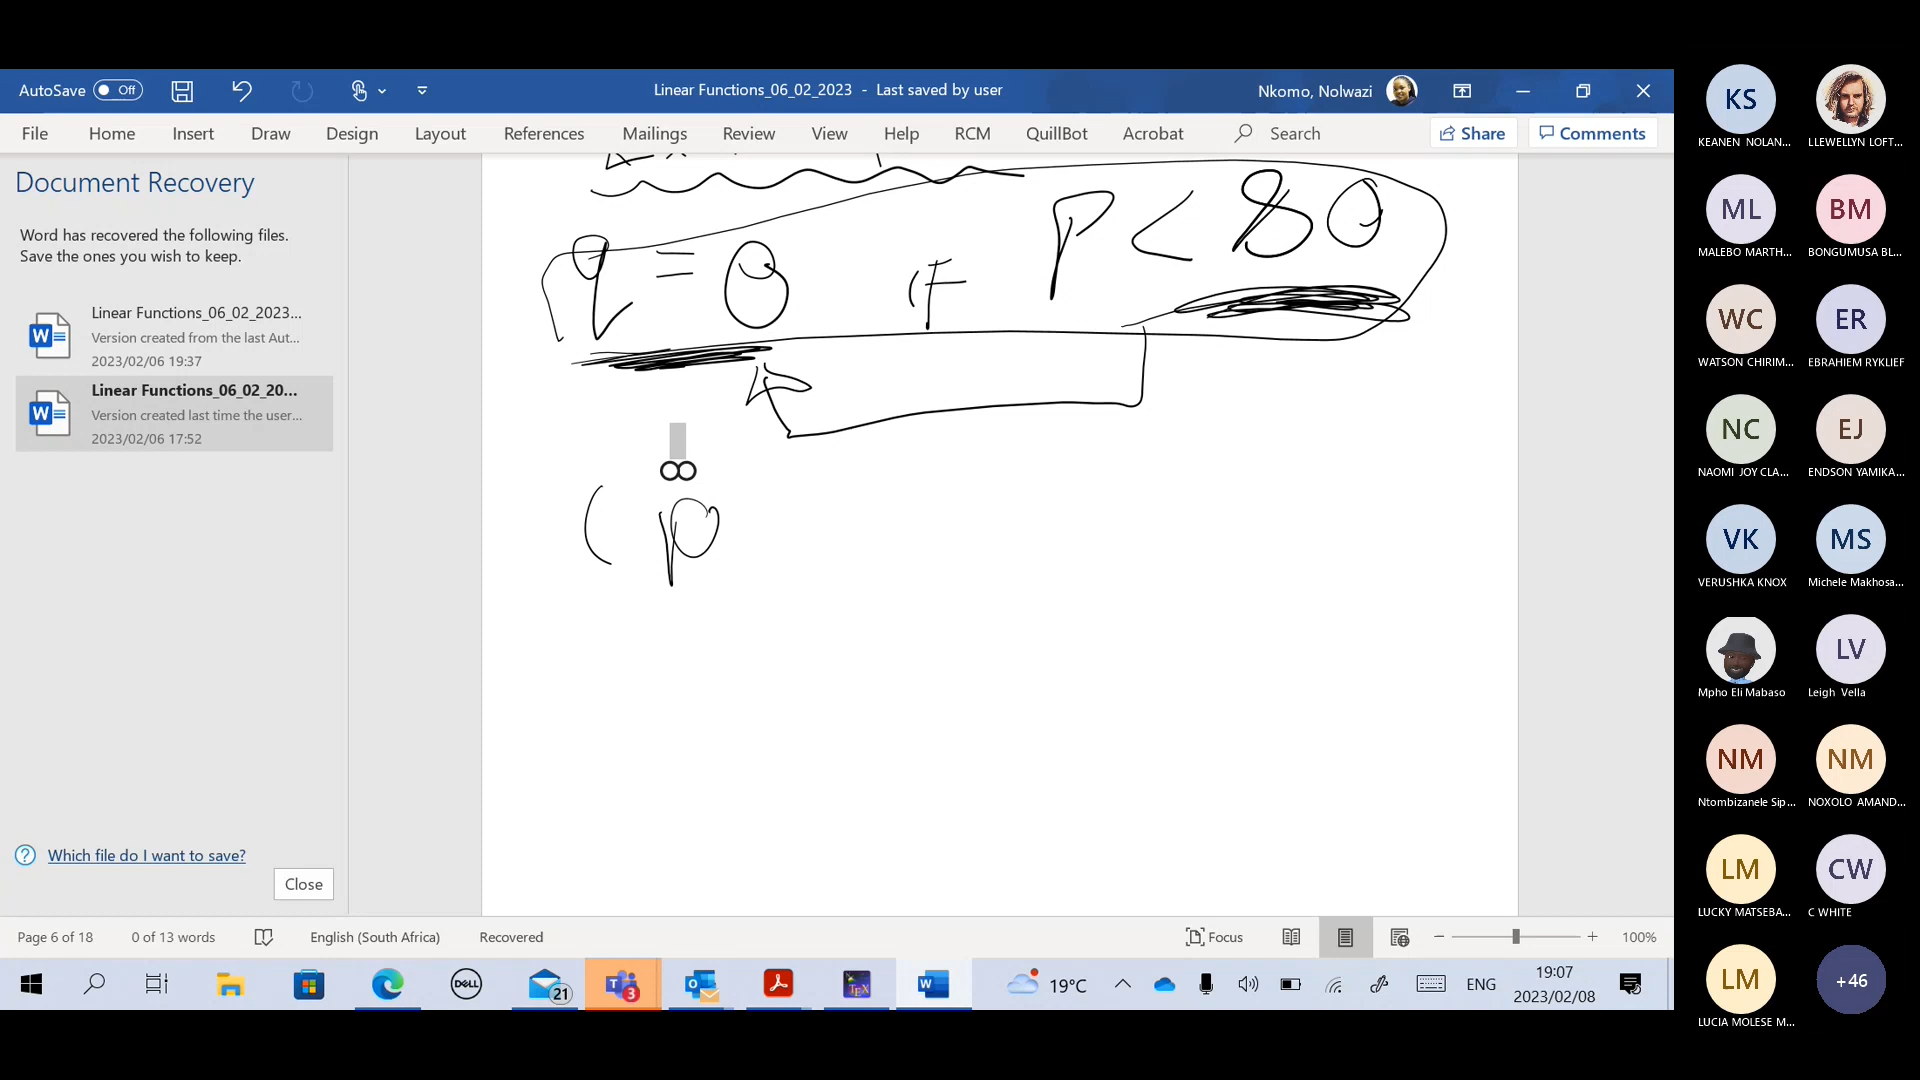 AutoSave Off
Linear Functions_06_02_2023 - Last saved by user
Nkomo, Nolwazi
File Home Insert Draw Design Layout References Mailings Review View Help RCM QuillBot Acrobat Search Share Comments
Document Recovery
Word has recovered the following files.
Save the ones you wish to keep.
Linear Functions_06_02_2023...
Version created from the last Aut...
2023/02/06 19:37
Linear Functions_06_02_20...
Version created last time the user...
2023/02/06 17:52
Which file do I want to save?
Close
q = 0 if p < 80
( p
Page 6 of 18 0 of 13 words English (South Africa) Recovered Focus 100%
21 3 19°C ENG 19:07
2023/02/08
KS
KEANEN NOLAN...
LLEWELLYN LOFT...
ML BM
MALEBO MARTH... BONGUMUSA BL...
WC ER
WATSON CHIRIM... EBRAHIEM RYKLIEF
NC EJ
NAOMI JOY CLA... ENDSON YAMIKA...
VK MS
VERUSHKA KNOX Michele Makhosa...
LV
Mpho Eli Mabaso Leigh Vella
NM NM
Ntombizanele Sip... NOXOLO AMAND...
LM CW
LUCKY MATSEBA... C WHITE
LM +46
LUCIA MOLESE M...